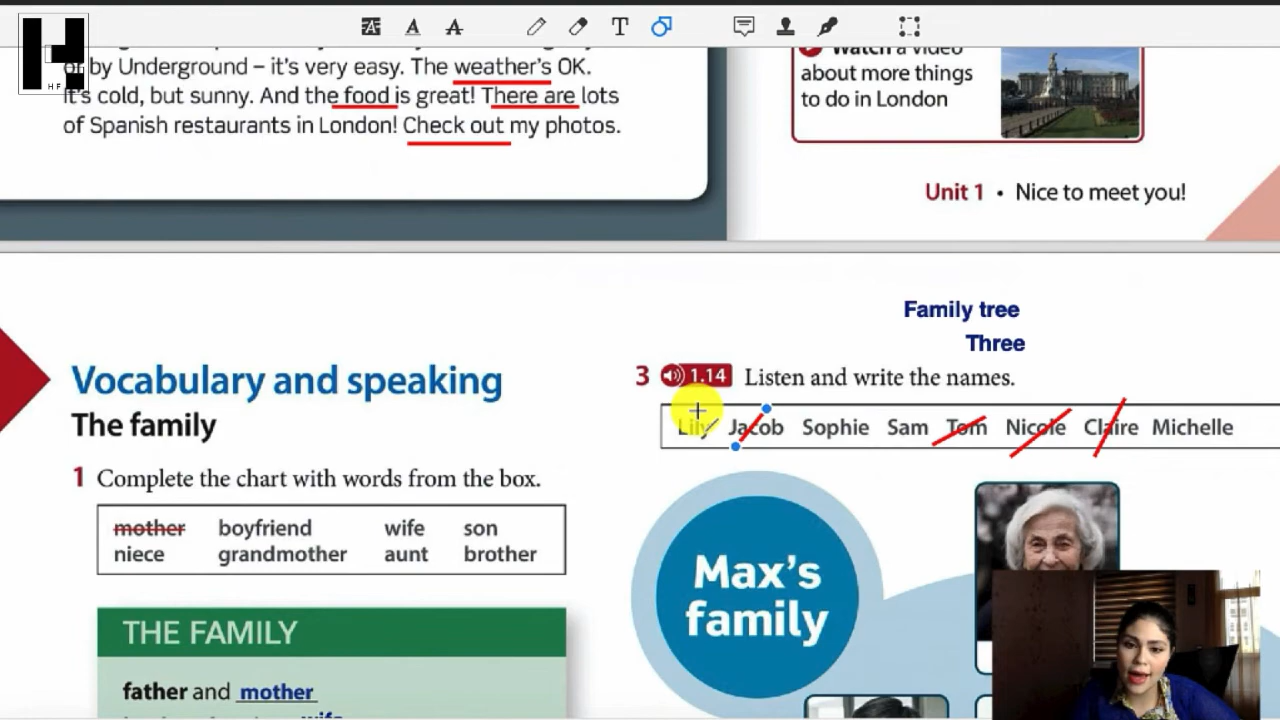 or by Underground – it's very easy. The weather's OK.
It's cold, but sunny. And the food is great! There are lots
of Spanish restaurants in London! Check out my photos.
Watch a video
about more things
to do in London
Unit 1 • Nice to meet you!
Family tree
Three
Vocabulary and speaking
The family
1 Complete the chart with words from the box.
mother boyfriend wife son
niece grandmother aunt brother
THE FAMILY
father and mother
wife
3 1.14 Listen and write the names.
Lily Jacob Sophie Sam Tom Nicole Claire Michelle
Max's
family